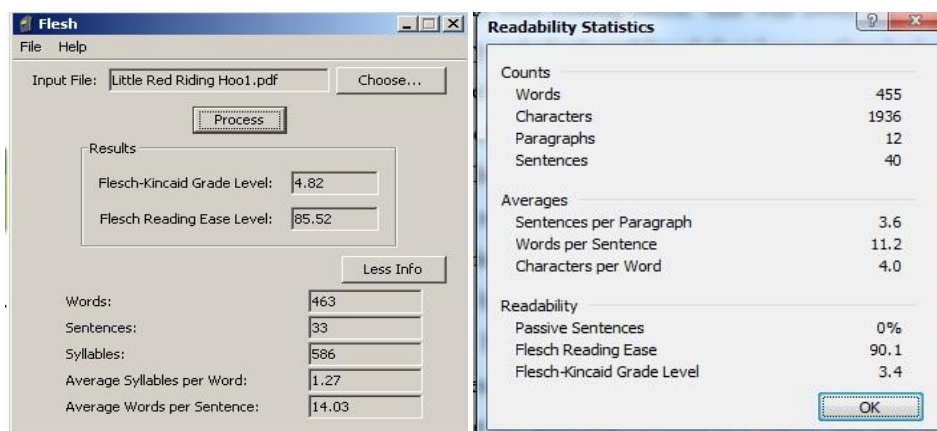 Flesh
File Help
Input File: Little Red Riding Hoo1.pdf Choose...
Process
Results
Flesch-Kincaid Grade Level: 4.82
Flesch Reading Ease Level: 85.52
Less Info
Words: 463
Sentences: 33
Syllables: 586
Average Syllables per Word: 1.27
Average Words per Sentence: 14.03
Readability Statistics
Counts
Words 455
Characters 1936
Paragraphs 12
Sentences 40
Averages
Sentences per Paragraph 3.6
Words per Sentence 11.2
Characters per Word 4.0
Readability
Passive Sentences 0%
Flesch Reading Ease 90.1
Flesch-Kincaid Grade Level 3.4
OK